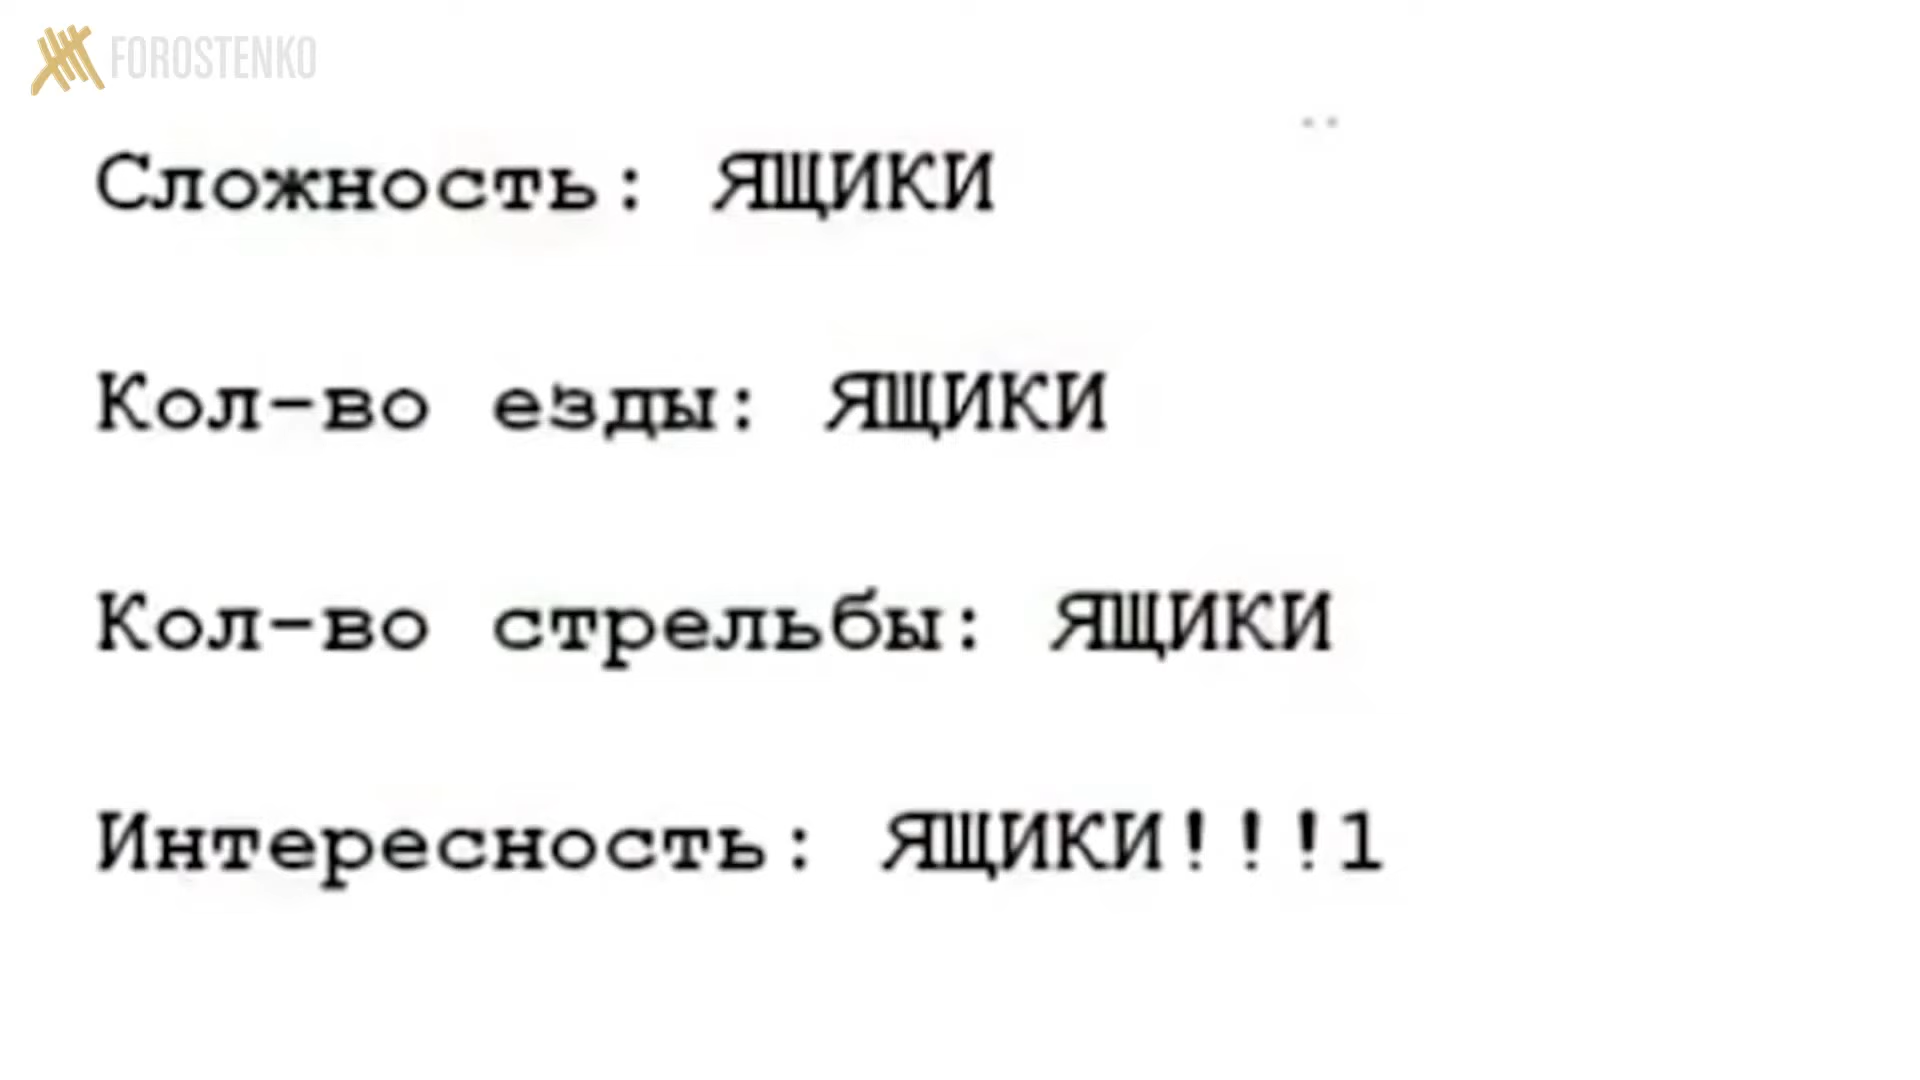 FOROSTENKO
Сложность: ЯЩИКИ
Кол-во езды: ЯЩИКИ
Кол-во стрельбы: ЯЩИКИ
Интересность: ЯЩИКИ!!!1